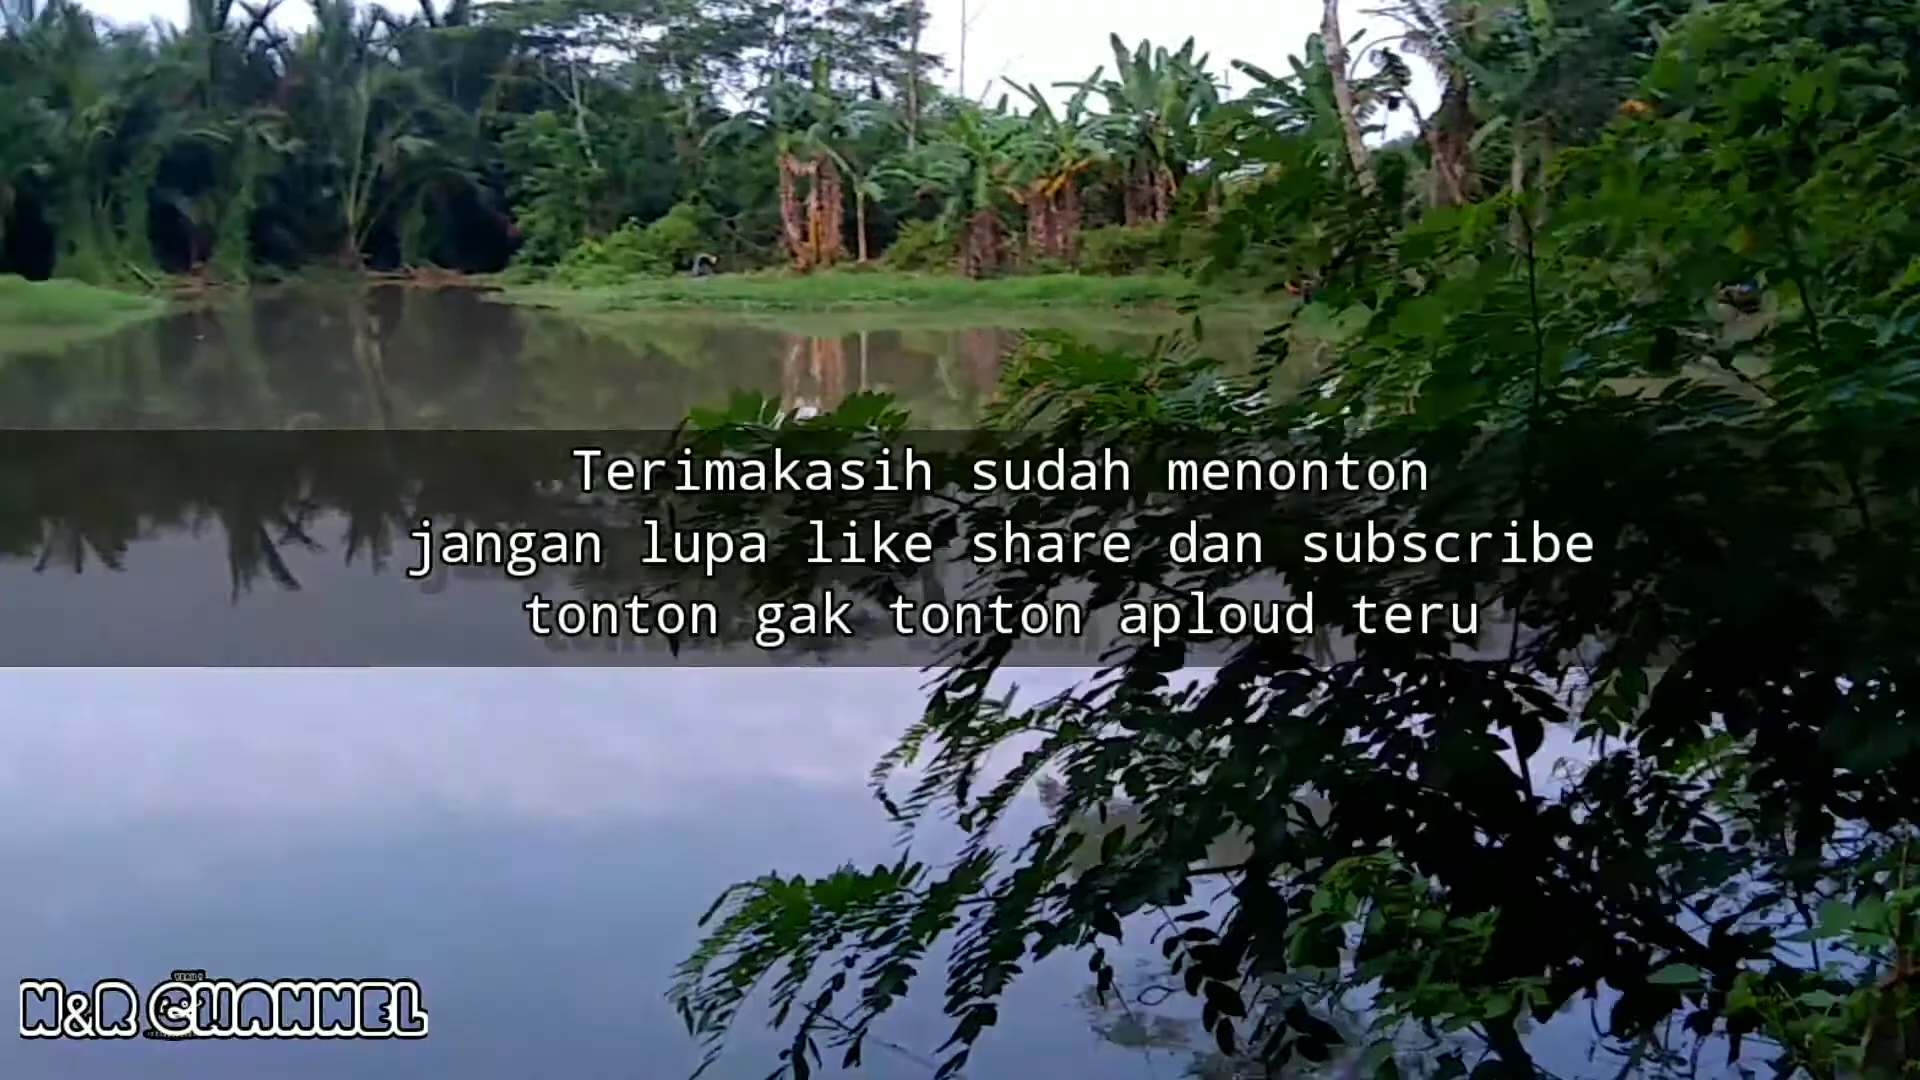 Terimakasih sudah menonton
jangan lupa like share dan subscribe
tonton gak tonton aploud teru
N&R CHANNEL